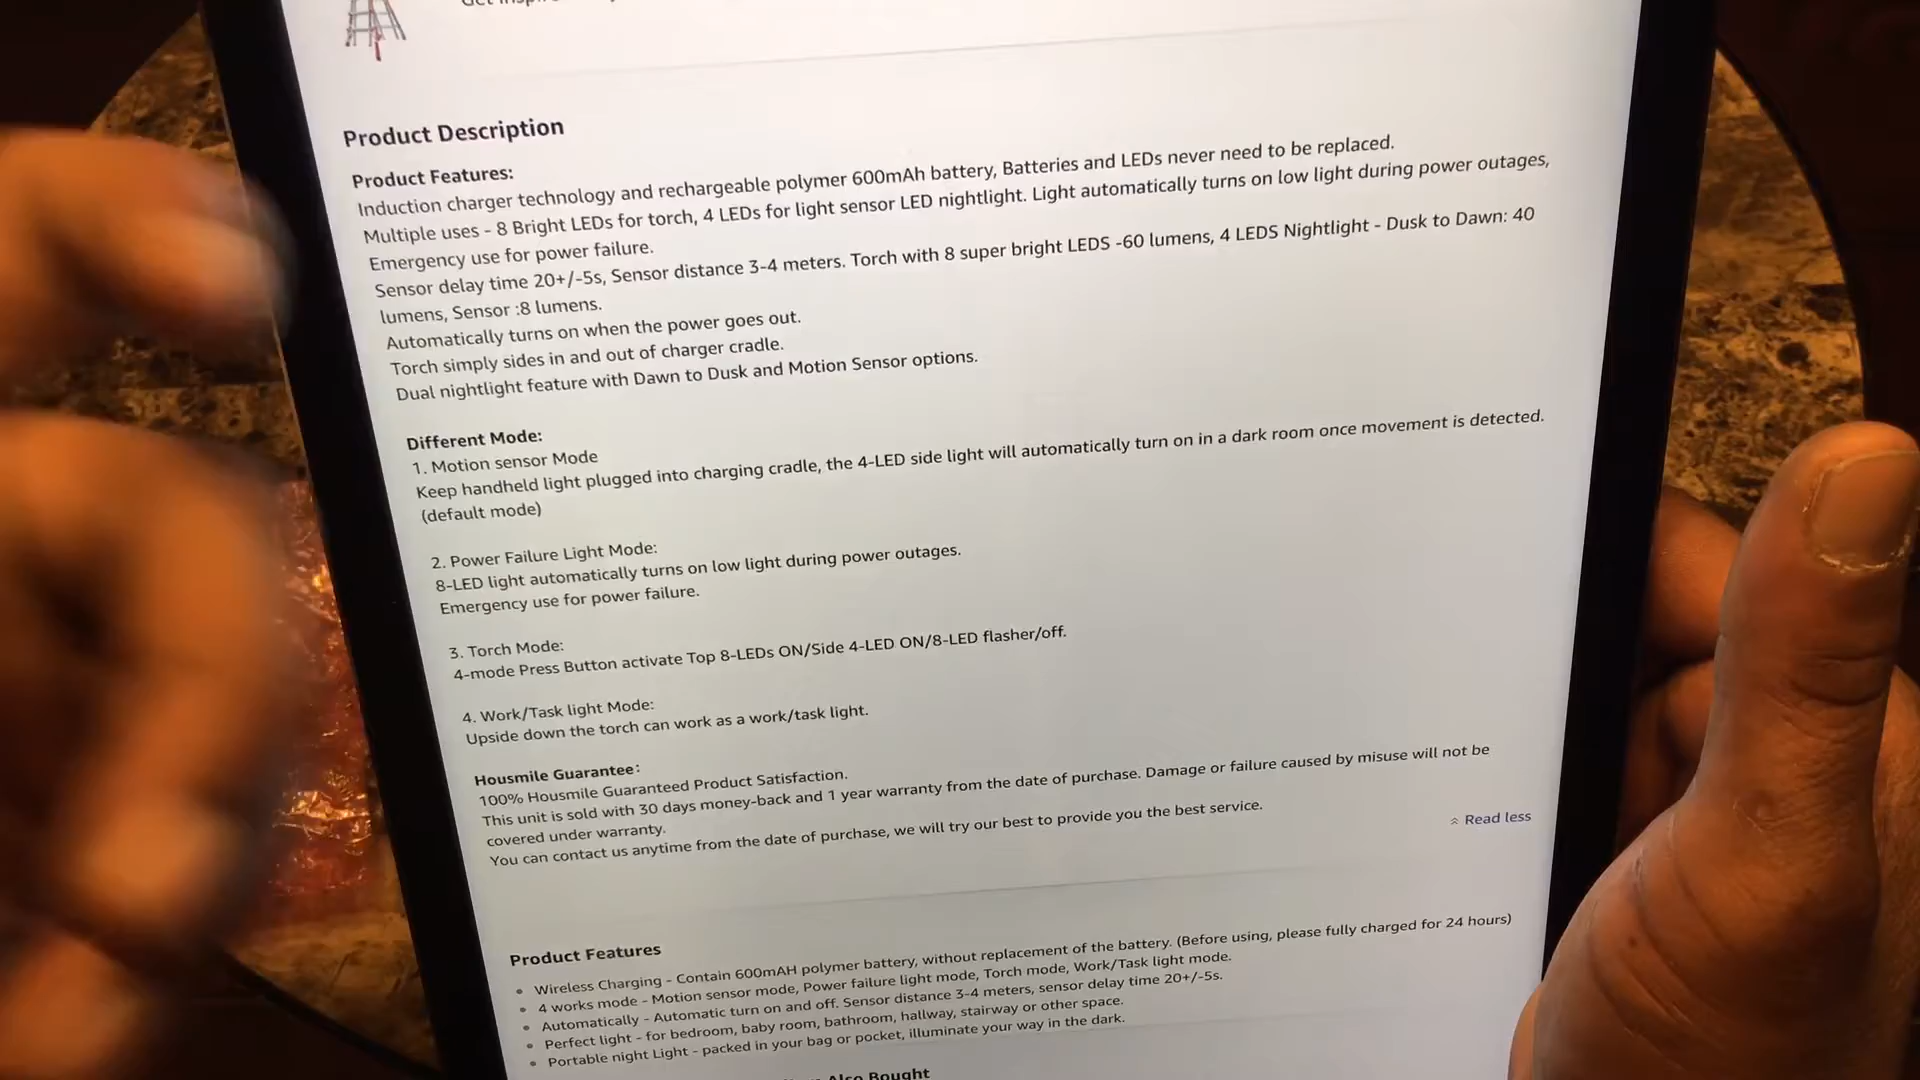 Get
Product Description
Product Features:
Induction charger technology and rechargeable polymer 600mAh battery, Batteries and LEDs never need to be replaced.
Multiple uses - 8 Bright LEDs for torch, 4 LEDs for light sensor LED nightlight. Light automatically turns on low light during power outages,
Emergency use for power failure.
Sensor delay time 20+/-5s, Sensor distance 3-4 meters. Torch with 8 super bright LEDS -60 lumens, 4 LEDS Nightlight - Dusk to Dawn: 40
lumens, Sensor :8 lumens.
Automatically turns on when the power goes out.
Torch simply sides in and out of charger cradle.
Dual nightlight feature with Dawn to Dusk and Motion Sensor options.
Different Mode:
1. Motion sensor Mode
Keep handheld light plugged into charging cradle, the 4-LED side light will automatically turn on in a dark room once movement is detected.
(default mode)
2. Power Failure Light Mode:
8-LED light automatically turns on low light during power outages.
Emergency use for power failure.
3. Torch Mode:
4-mode Press Button activate Top 8-LEDs ON/Side 4-LED ON/8-LED flasher/off.
4. Work/Task light Mode:
Upside down the torch can work as a work/task light.
Housmile Guarantee:
100% Housmile Guaranteed Product Satisfaction.
This unit is sold with 30 days money-back and 1 year warranty from the date of purchase. Damage or failure caused by misuse will not be
covered under warranty.
You can contact us anytime from the date of purchase, we will try our best to provide you the best service.
Read less
Product Features
• Wireless Charging - Contain 600mAH polymer battery, without replacement of the battery. (Before using, please fully charged for 24 hours)
• 4 works mode - Motion sensor mode, Power failure light mode, Torch mode, Work/Task light mode.
• Automatically - Automatic turn on and off. Sensor distance 3-4 meters, sensor delay time 20+/-5s.
• Perfect light - for bedroom, baby room, bathroom, hallway, stairway or other space.
• Portable night Light - packed in your bag or pocket, illuminate your way in the dark.
Also Bought